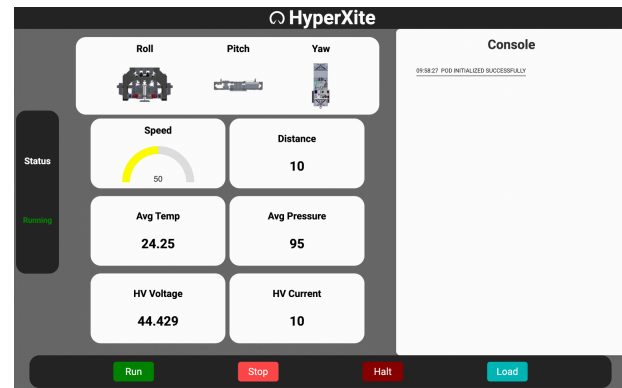 HyperXite
Roll Pitch Yaw
Console
09:58:27 POD INITIALIZED SUCCESSFULLY
Status
Running
Speed
50
Distance
10
Avg Temp
24.25
Avg Pressure
95
HV Voltage
44.429
HV Current
10
Run Stop Halt Load